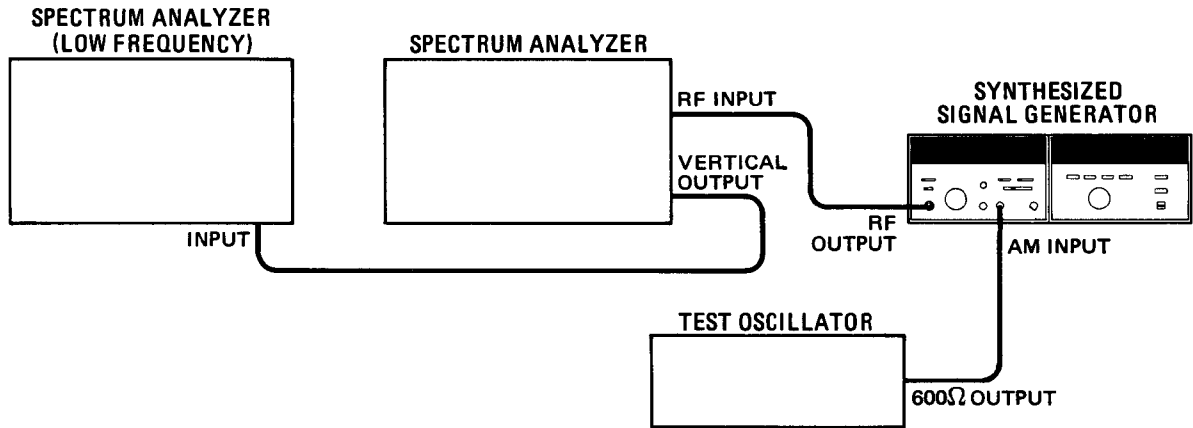 SPECTRUM ANALYZER
(LOW FREQUENCY)
SPECTRUM ANALYZER
RF INPUT
SYNTHESIZED
SIGNAL GENERATOR
VERTICAL
OUTPUT
INPUT
RF
OUTPUT
AM INPUT
TEST OSCILLATOR
600Ω OUTPUT